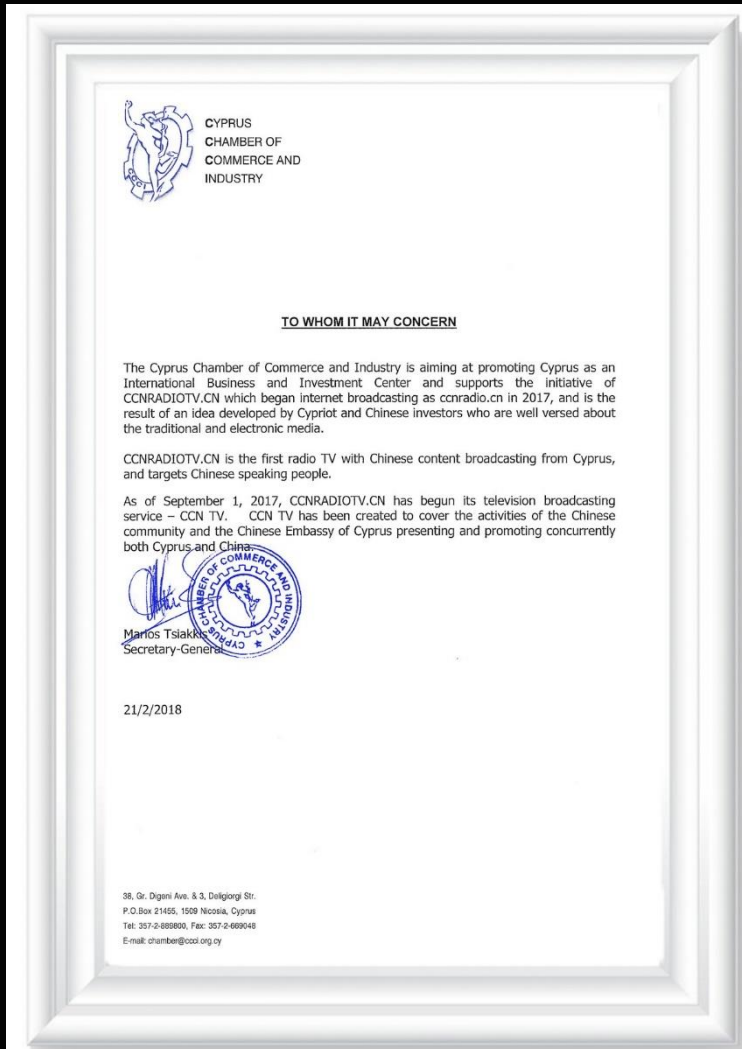 CYPRUS
CHAMBER OF
COMMERCE AND
INDUSTRY
CCCI
TO WHOM IT MAY CONCERN
The Cyprus Chamber of Commerce and Industry is aiming at promoting Cyprus as an
International Business and Investment Center and supports the initiative of
CCNRADIOTV.CN which began internet broadcasting as ccnradio.cn in 2017, and is the
result of an idea developed by Cypriot and Chinese investors who are well versed about
the traditional and electronic media.
CCNRADIOTV.CN is the first radio TV with Chinese content broadcasting from Cyprus,
and targets Chinese speaking people.
As of September 1, 2017, CCNRADIOTV.CN has begun its television broadcasting
service – CCN TV. CCN TV has been created to cover the activities of the Chinese
community and the Chinese Embassy of Cyprus presenting and promoting concurrently
both Cyprus and China.
CYPRUS CHAMBER OF COMMERCE AND INDUSTRY
Marios Tsiakkis
Secretary-General
21/2/2018
38, Gr. Digeni Ave. & 3, Deligiorgi Str.
P.O.Box 21455, 1509 Nicosia, Cyprus
Tel: 357-2-889800, Fax: 357-2-669048
E-mail: chamber@ccci.org.cy